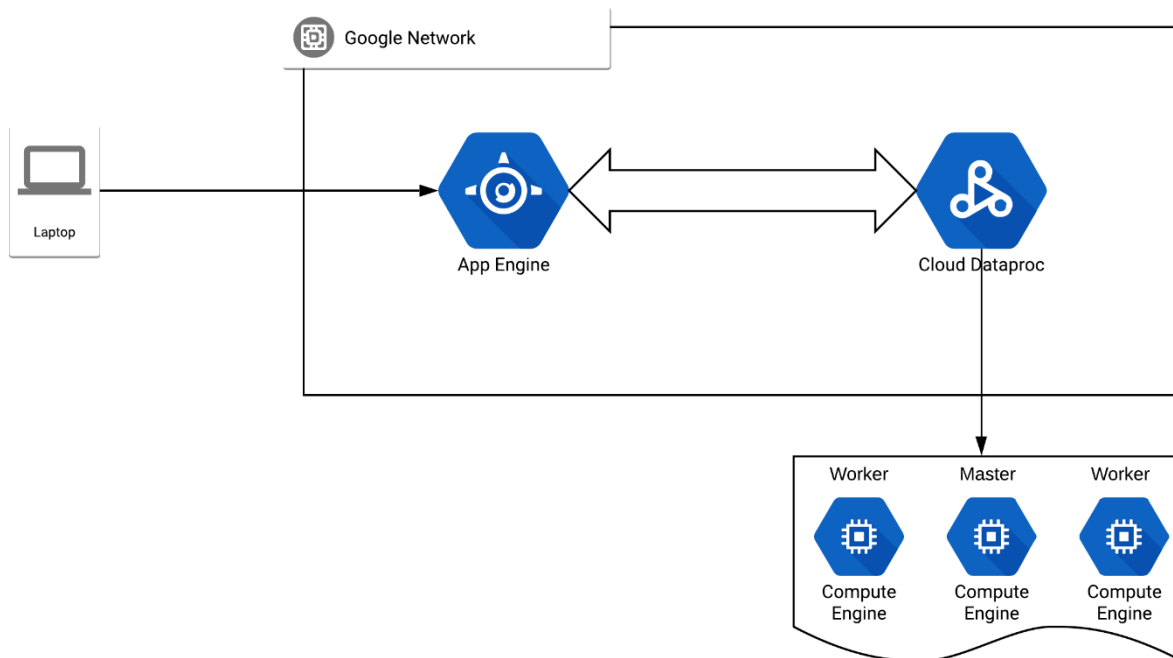 Google Network
Laptop
App Engine
Cloud Dataproc
Worker
Master
Worker
Compute
Engine
Compute
Engine
Compute
Engine